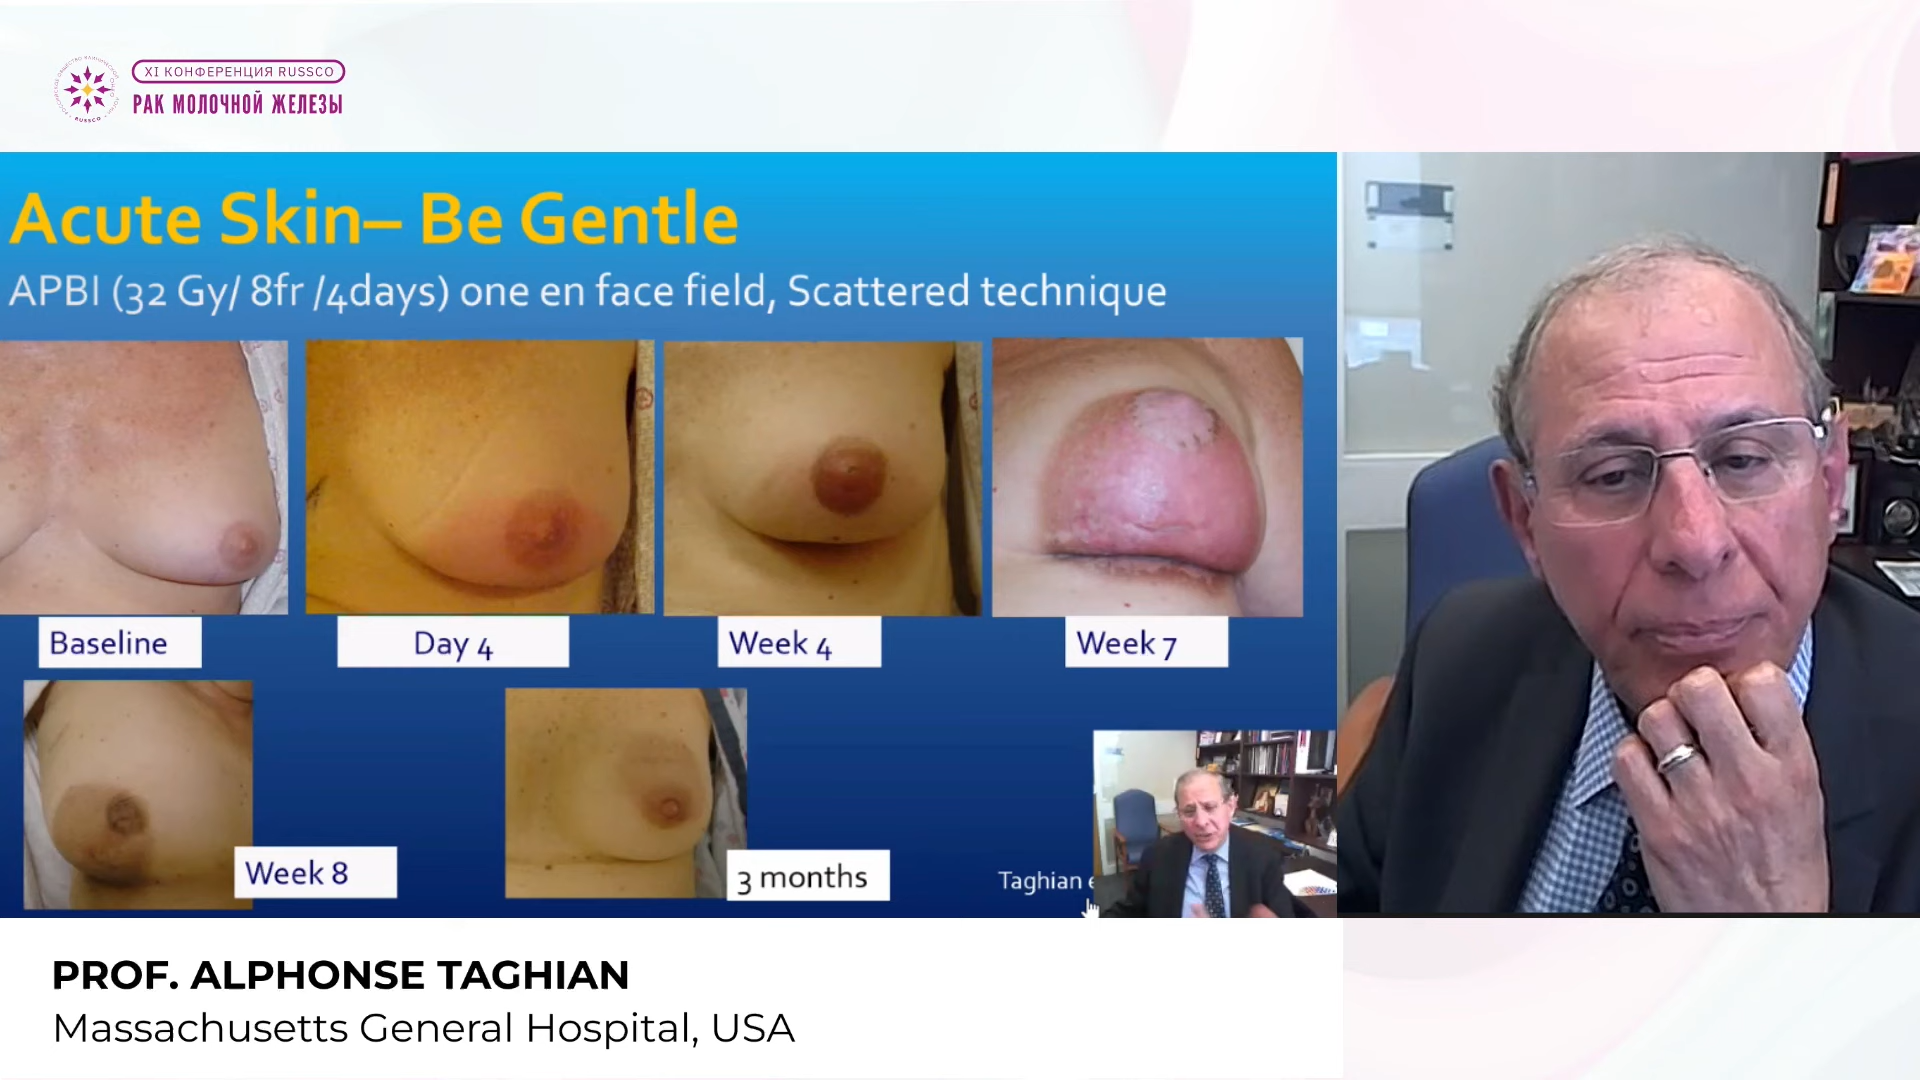 XI КОНФЕРЕНЦИЯ RUSSCO
РАК МОЛОЧНОЙ ЖЕЛЕЗЫ
RUSSCO
Acute Skin– Be Gentle
APBI (32 Gy/ 8fr /4days) one en face field, Scattered technique
Baseline
Day 4
Week 4
Week 7
Week 8
3 months
Taghian e
PROF. ALPHONSE TAGHIAN
Massachusetts General Hospital, USA